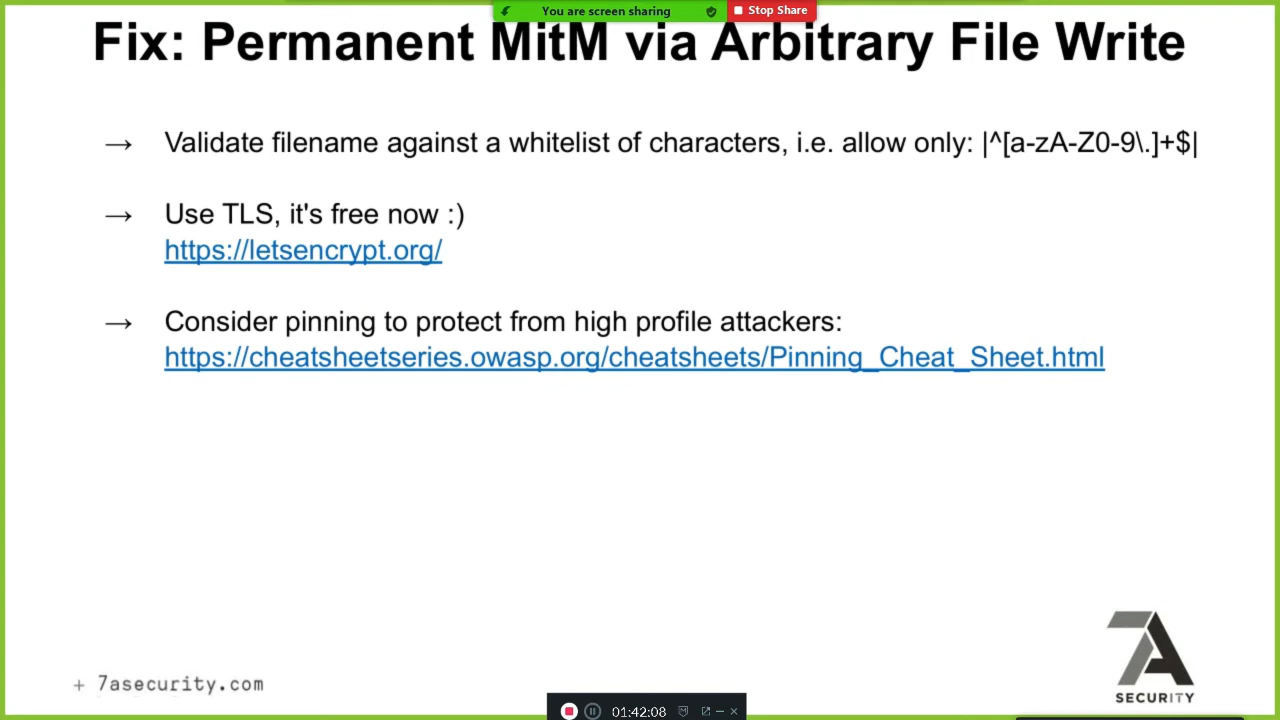 You are screen sharing
Stop Share
Fix: Permanent MitM via Arbitrary File Write
→ Validate filename against a whitelist of characters, i.e. allow only: |^[a-zA-Z0-9\.]+$|
→ Use TLS, it's free now :)
https://letsencrypt.org/
→ Consider pinning to protect from high profile attackers:
https://cheatsheetseries.owasp.org/cheatsheets/Pinning_Cheat_Sheet.html
7A
SECURITY
+ 7asecurity.com
01:42:08